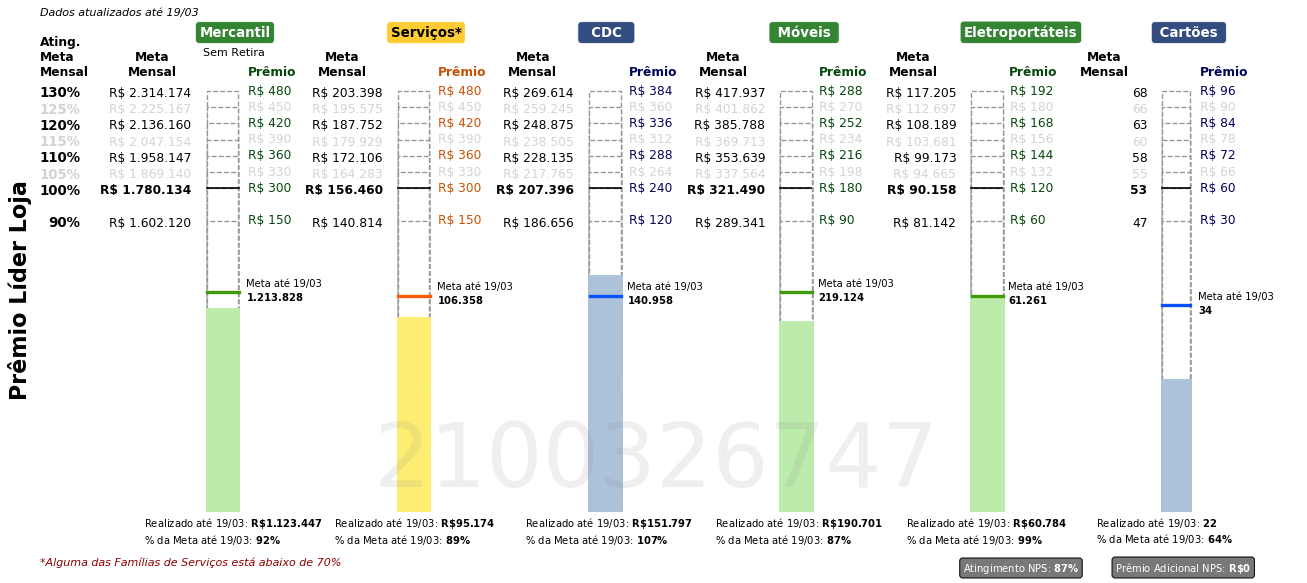 Dados atualizados até 19/03
Mercantil Serviços* CDC Móveis Eletroportáteis Cartões
Sem Retira
Ating. Meta Mensal
Meta Mensal Prêmio Meta Mensal Prêmio Meta Mensal Prêmio Meta Mensal Prêmio Meta Mensal Prêmio Meta Mensal Prêmio
130% R$ 2.314.174 R$ 480 R$ 203.398 R$ 480 R$ 269.614 R$ 384 R$ 417.937 R$ 288 R$ 117.205 R$ 192 68 R$ 96
125% R$ 2.225.167 R$ 450 R$ 195.575 R$ 450 R$ 259.245 R$ 360 R$ 401.862 R$ 270 R$ 112.697 R$ 180 66 R$ 90
120% R$ 2.136.160 R$ 420 R$ 187.752 R$ 420 R$ 248.875 R$ 336 R$ 385.788 R$ 252 R$ 108.189 R$ 168 63 R$ 84
115% R$ 2.047.154 R$ 390 R$ 179.929 R$ 390 R$ 238.505 R$ 312 R$ 369.713 R$ 234 R$ 103.681 R$ 156 60 R$ 78
110% R$ 1.958.147 R$ 360 R$ 172.106 R$ 360 R$ 228.135 R$ 288 R$ 353.639 R$ 216 R$ 99.173 R$ 144 58 R$ 72
105% R$ 1.869.140 R$ 330 R$ 164.283 R$ 330 R$ 217.765 R$ 264 R$ 337.564 R$ 198 R$ 94.665 R$ 132 55 R$ 66
100% R$ 1.780.134 R$ 300 R$ 156.460 R$ 300 R$ 207.396 R$ 240 R$ 321.490 R$ 180 R$ 90.158 R$ 120 53 R$ 60
90% R$ 1.602.120 R$ 150 R$ 140.814 R$ 150 R$ 186.656 R$ 120 R$ 289.341 R$ 90 R$ 81.142 R$ 60 47 R$ 30
Prêmio Líder Loja
Meta até 19/03 Meta até 19/03 Meta até 19/03 Meta até 19/03 Meta até 19/03 Meta até 19/03
1.213.828 106.358 140.958 219.124 61.261 34
2100326747
Realizado até 19/03: R$1.123.447 Realizado até 19/03: R$95.174 Realizado até 19/03: R$151.797 Realizado até 19/03: R$190.701 Realizado até 19/03: R$60.784 Realizado até 19/03: 22
% da Meta até 19/03: 92% % da Meta até 19/03: 89% % da Meta até 19/03: 107% % da Meta até 19/03: 87% % da Meta até 19/03: 99% % da Meta até 19/03: 64%
*Alguma das Famílias de Serviços está abaixo de 70%
Atingimento NPS: 87% Prêmio Adicional NPS: R$0